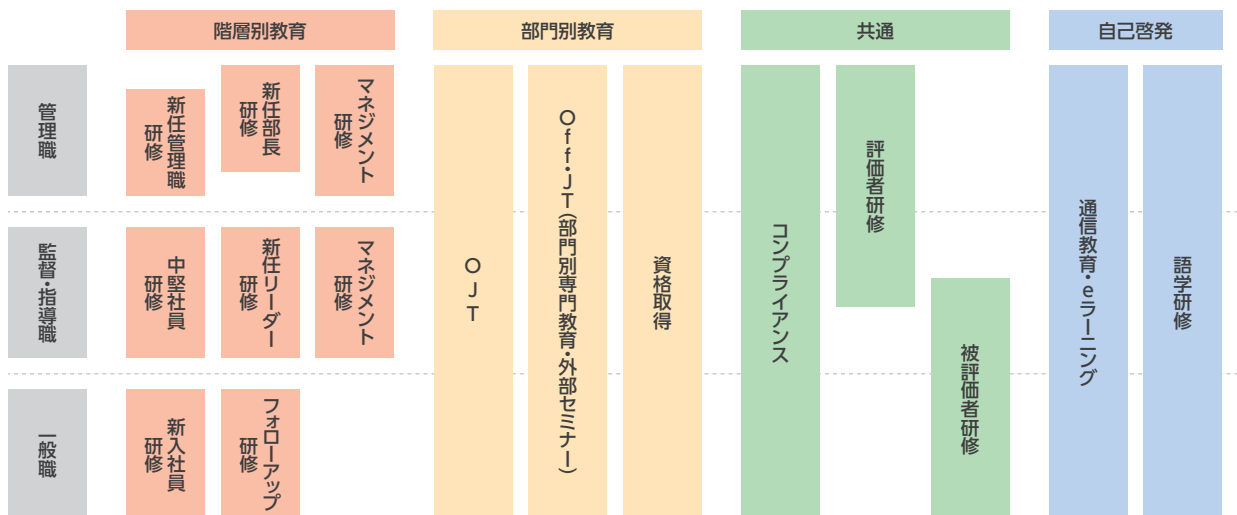 階層別教育
部門別教育
共通
自己啓発
管理職
新任管理職
研修
新任部長
研修
マネジメント
研修
監督・指導職
中堅社員
研修
新任リーダー
研修
マネジメント
研修
一般職
新入社員
研修
フォローアップ
研修
OJT
Off・JT(部門別専門教育・外部セミナー)
資格取得
コンプライアンス
評価者研修
被評価者研修
通信教育・eラーニング
語学研修